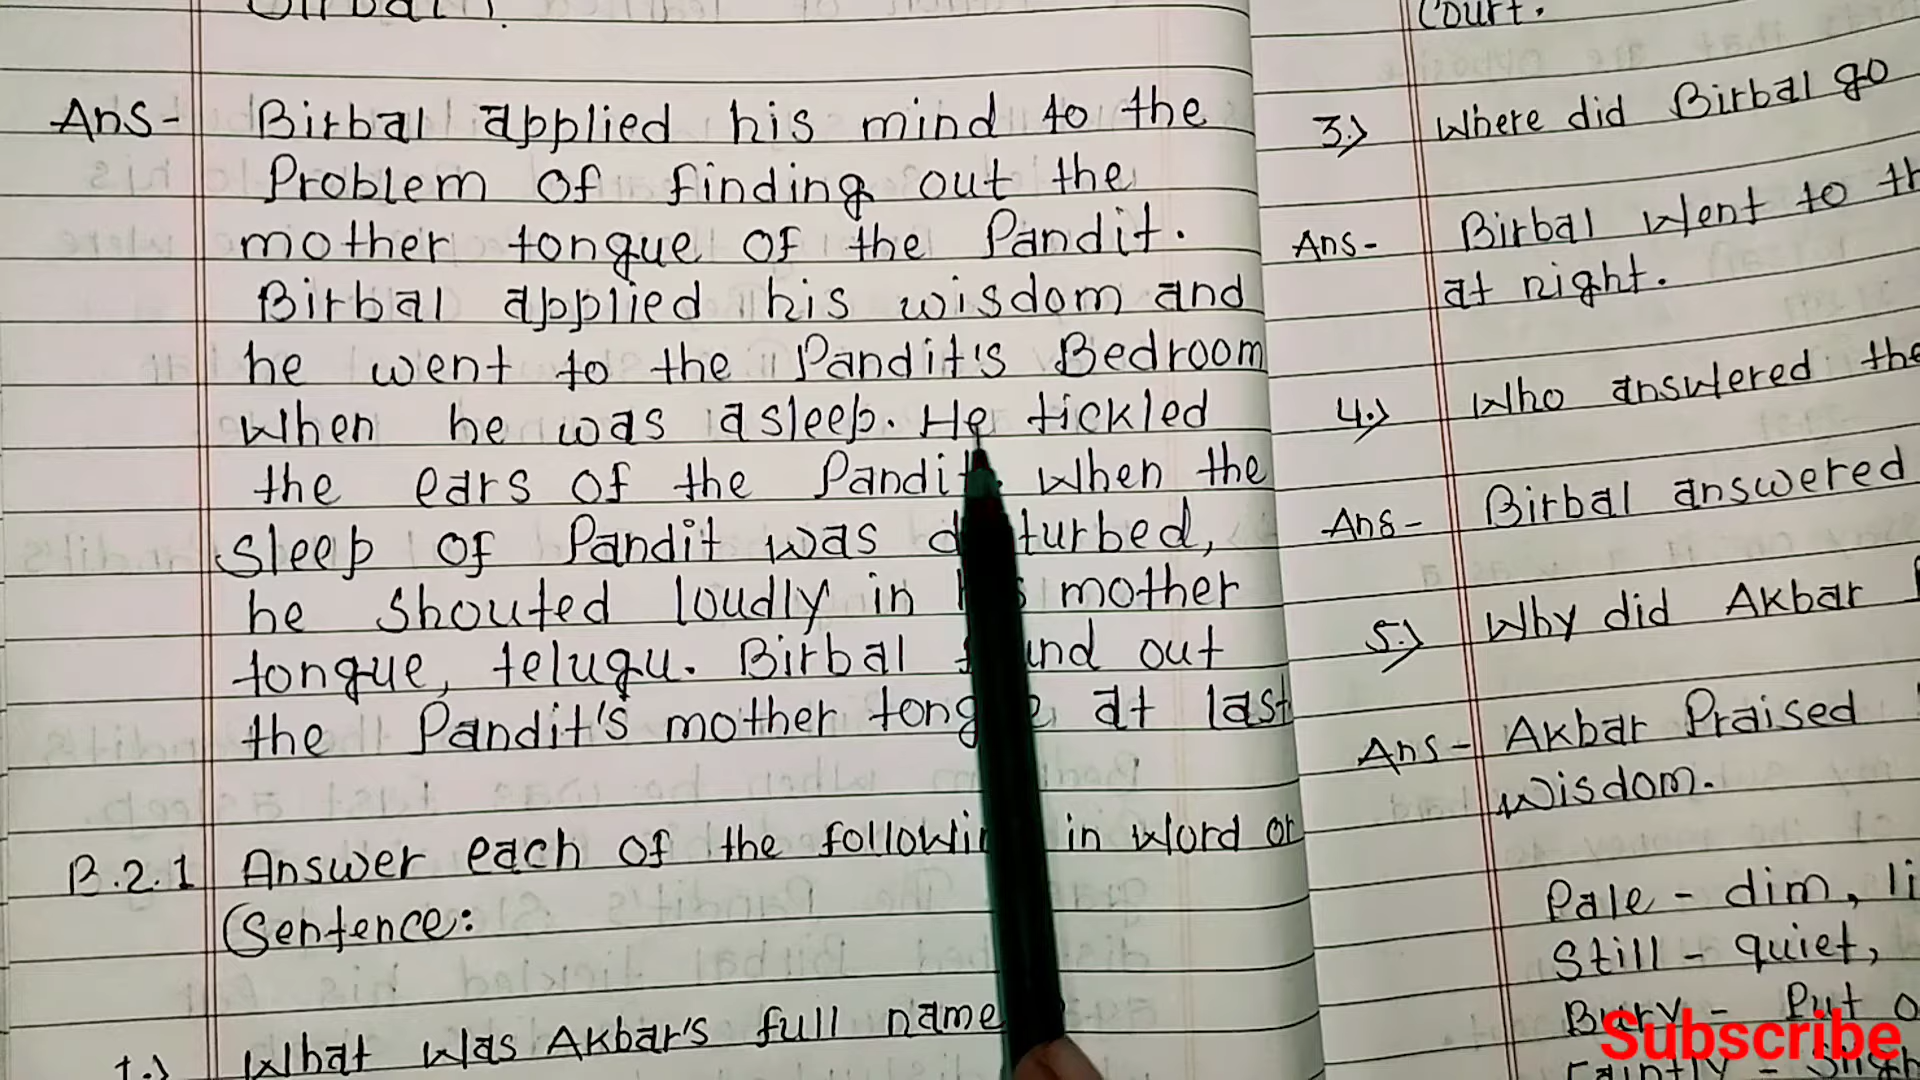 Ans- Birbal applied his mind to the
Problem of finding out the
mother tongue of the Pandit.
Birbal applied his wisdom and
he went to the Pandit's Bedroom
when he was asleep. He tickled
the ears of the Pandit. When the
sleep of Pandit was turbed,
he shouted loudly in mother
tongue, telugu. Birbal out
the Pandit's mother at last
B.2.1 Answer each of the in word or
Sentence:
1.) What was Akbar's full name
Court.
3.) Where did Birbal go
Ans- Birbal went to
at night.
4.) Who answered the
Ans- Birbal answered
5.) Why did Akbar
Ans- Akbar Praised
wisdom.
Pale - dim,
Still - quiet,
Bury - Put
Subscribe